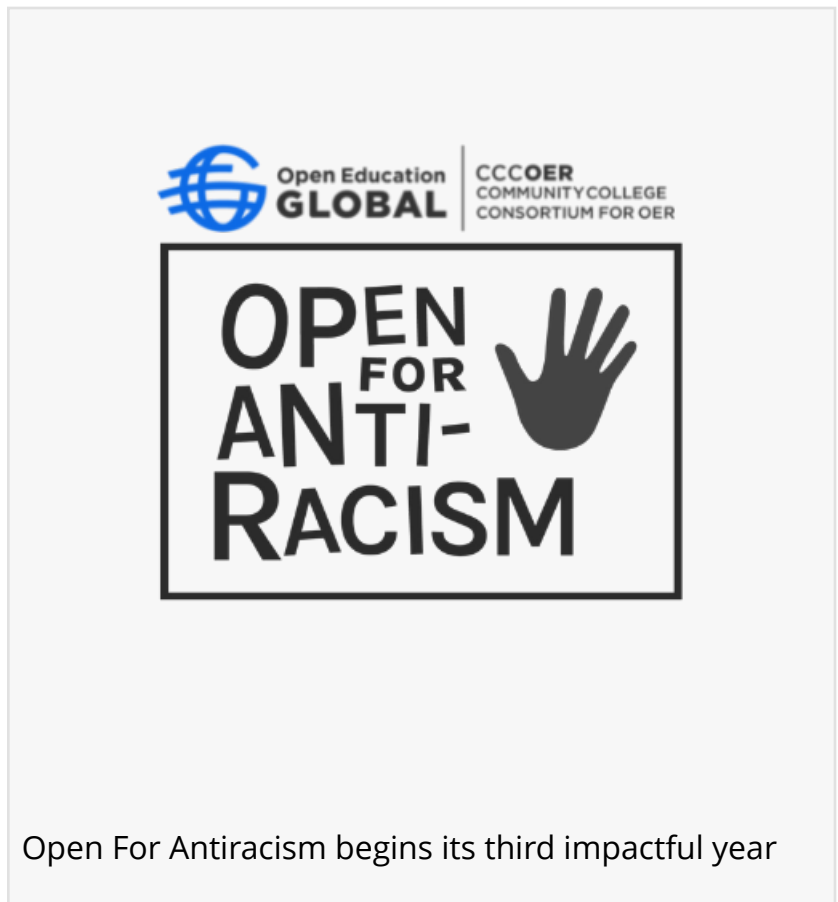 Open Education
GLOBAL
CCCOER
COMMUNITY COLLEGE
CONSORTIUM FOR OER
OPEN
FOR
ANTI-
RACISM
Open For Antiracism begins its third impactful year